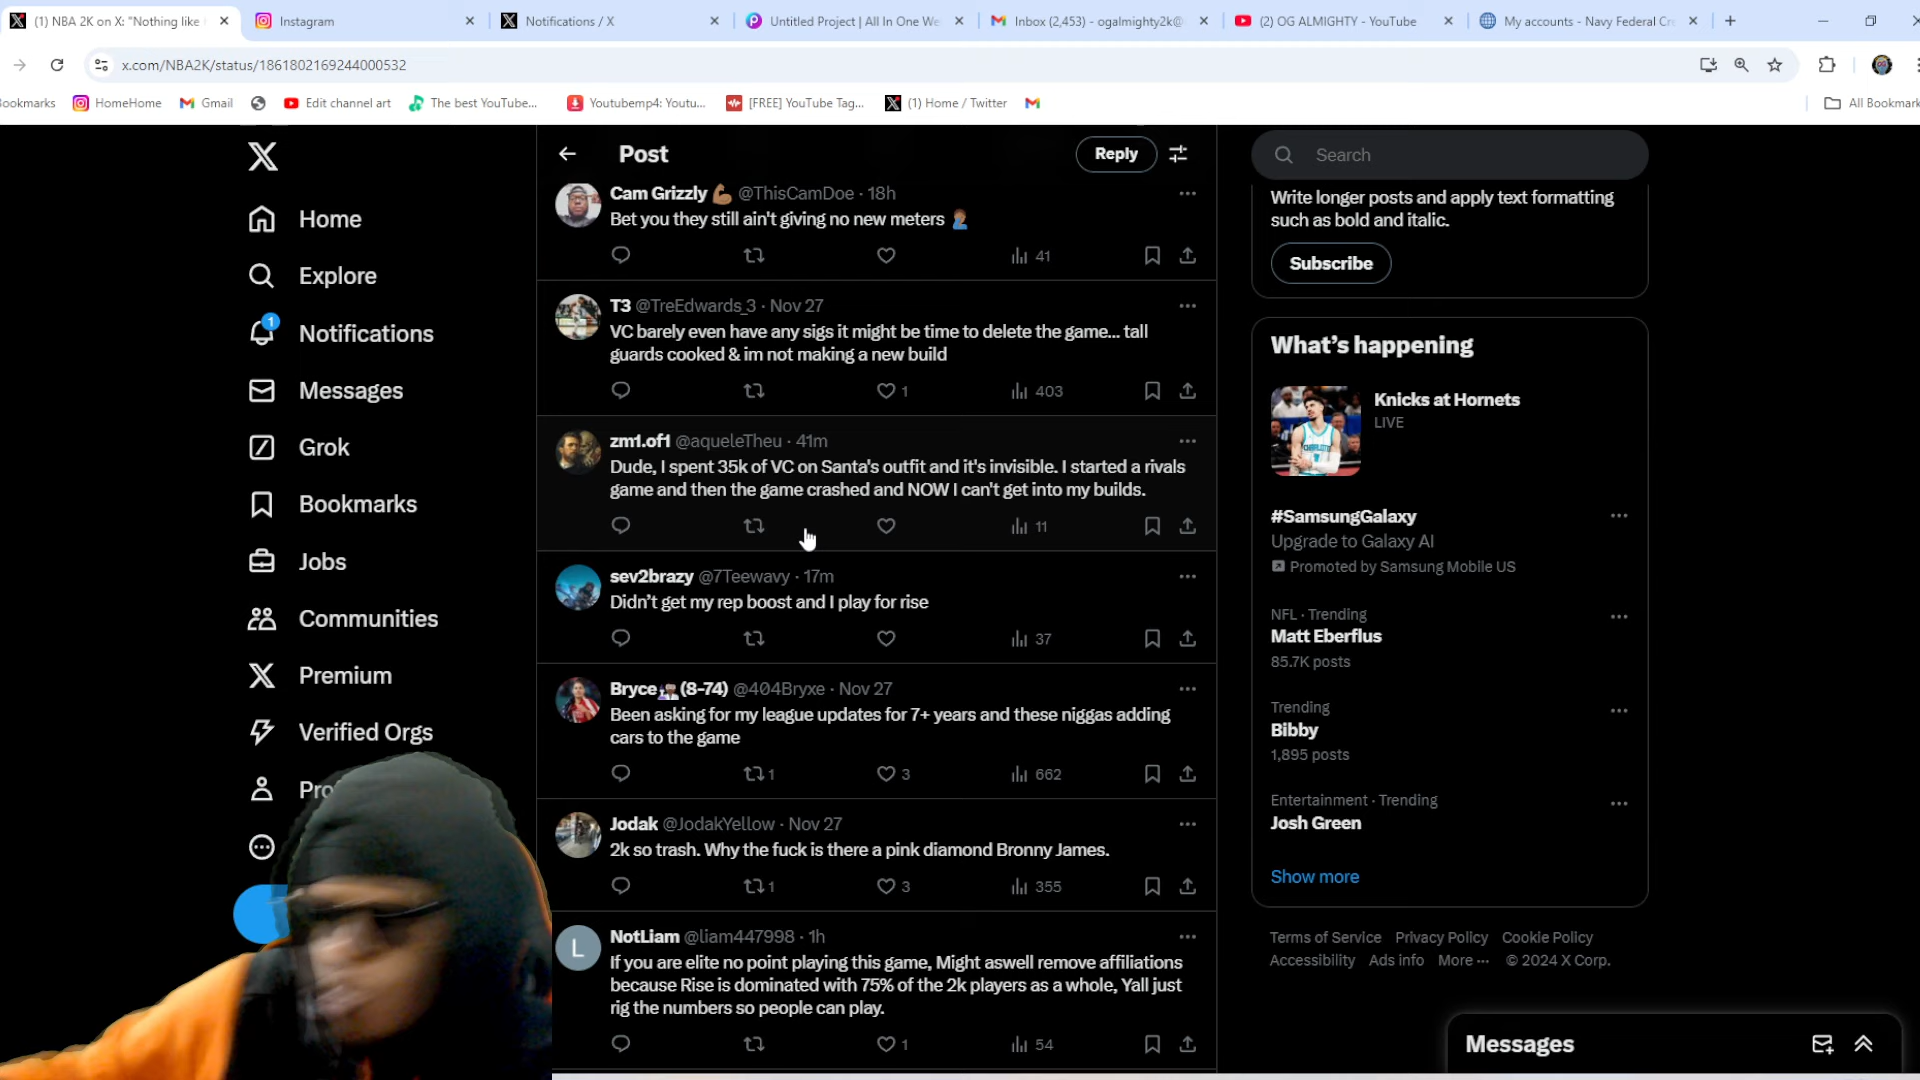 (1) NBA 2K on X: "Nothing like
Instagram
Notifications / X
Untitled Project | All In One We
Inbox (2,453) - ogalmighty2k@
(2) OG ALMIGHTY - YouTube
My accounts - Navy Federal Cr
x.com/NBA2K/status/1861802169244000532
Bookmarks
HomeHome
Gmail
Edit channel art
The best YouTube...
Youtubemp4: Youtu...
[FREE] YouTube Tag...
(1) Home / Twitter
All Bookmark
Home
Explore
1
Notifications
Messages
Grok
Bookmarks
Jobs
Communities
Premium
Verified Orgs
Pro
Post
Reply
Cam Grizzly 💪🏾 @ThisCamDoe · 18h
Bet you they still ain't giving no new meters 🤦🏾‍♂️
41
T3 @TreEdwards_3 · Nov 27
VC barely even have any sigs it might be time to delete the game... tall
guards cooked & im not making a new build
1 403
zm1.of1 @aqueleTheu · 41m
Dude, I spent 35k of VC on Santa's outfit and it's invisible. I started a rivals
game and then the game crashed and NOW I can't get into my builds.
11
sev2brazy @7Teewavy · 17m
Didn't get my rep boost and I play for rise
37
Bryce (8-74) @404Bryxe · Nov 27
Been asking for my league updates for 7+ years and these niggas adding
cars to the game
1 3 662
Jodak @JodakYellow · Nov 27
2k so trash. Why the fuck is there a pink diamond Bronny James.
1 3 355
L
NotLiam @liam447998 · 1h
If you are elite no point playing this game, Might aswell remove affiliations
because Rise is dominated with 75% of the 2k players as a whole, Yall just
rig the numbers so people can play.
1 54
Search
Write longer posts and apply text formatting
such as bold and italic.
Subscribe
What's happening
Knicks at Hornets
LIVE
#SamsungGalaxy
Upgrade to Galaxy AI
Promoted by Samsung Mobile US
NFL · Trending
Matt Eberflus
85.7K posts
Trending
Bibby
1,895 posts
Entertainment · Trending
Josh Green
Show more
Terms of Service Privacy Policy Cookie Policy
Accessibility Ads info More ··· © 2024 X Corp.
Messages